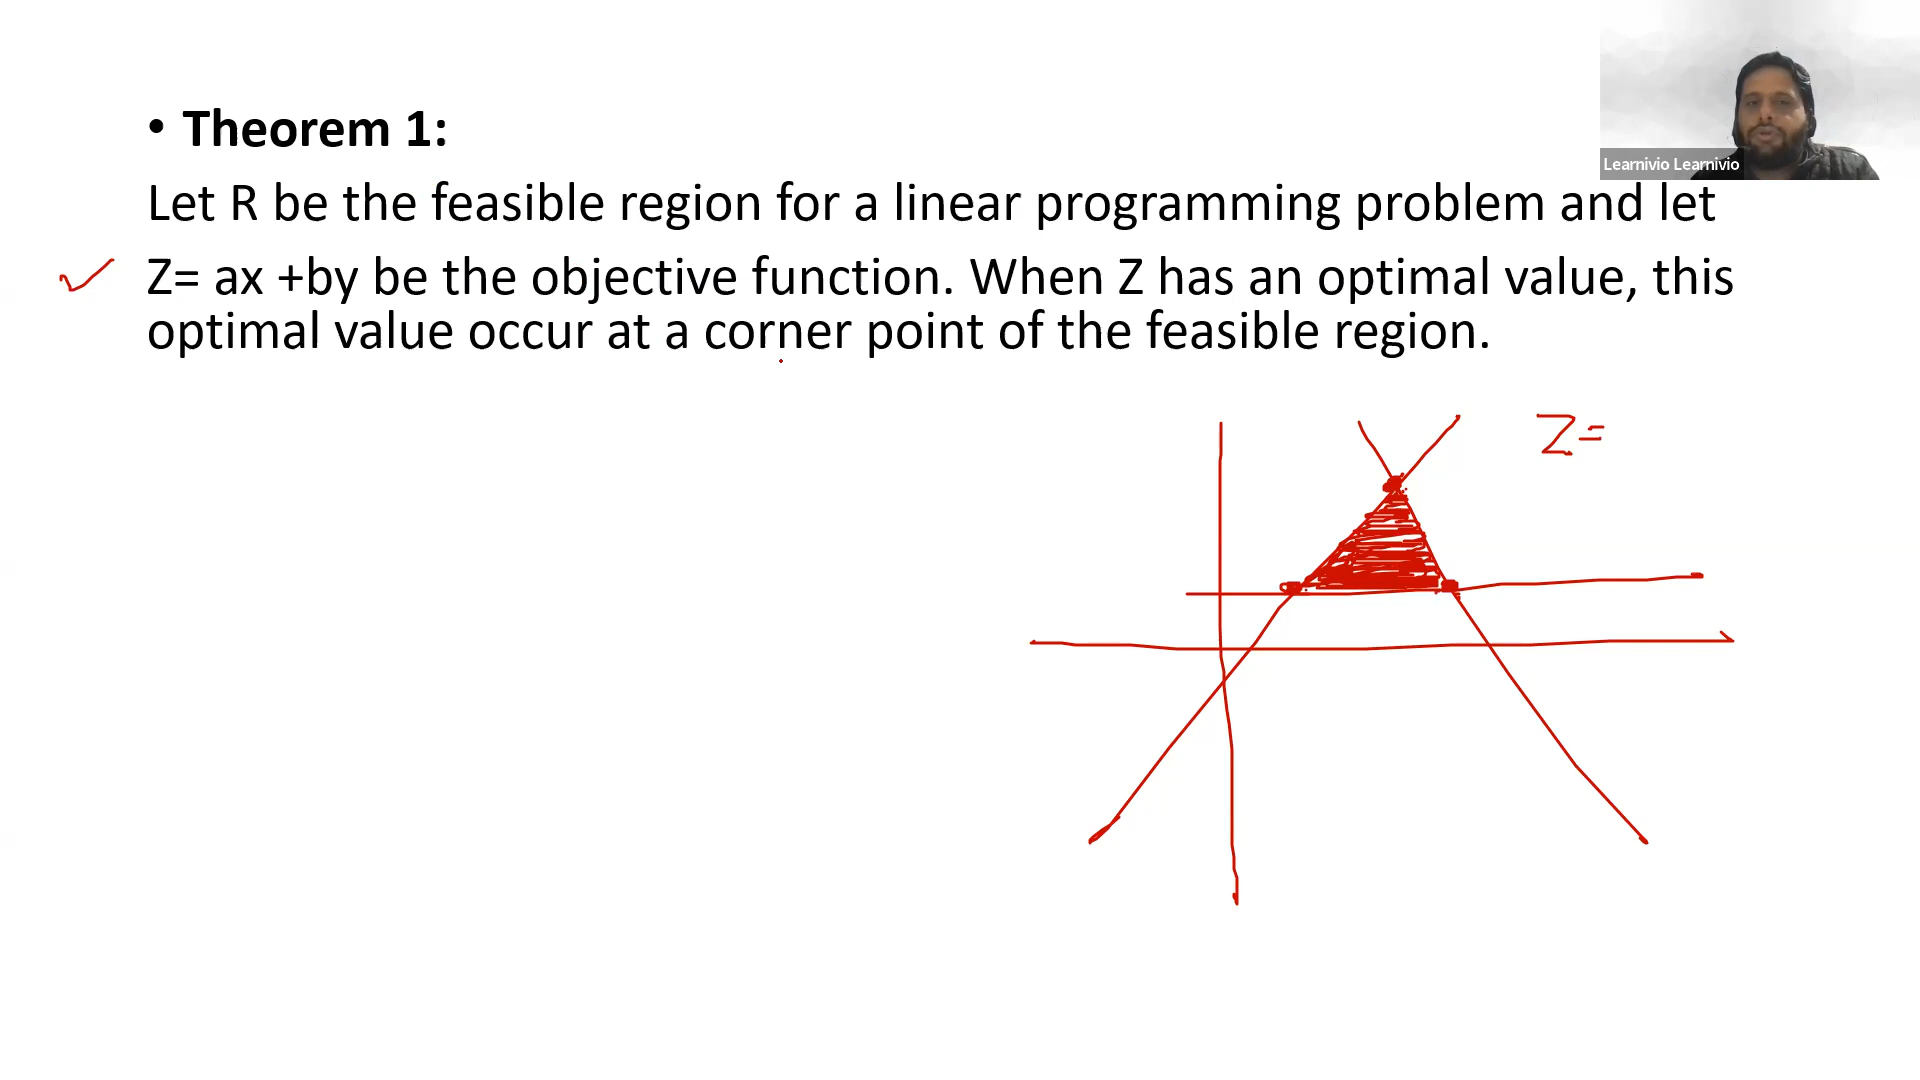 • Theorem 1:
Learnivio Learnivio
Let R be the feasible region for a linear programming problem and let
Z= ax +by be the objective function. When Z has an optimal value, this
optimal value occur at a corner point of the feasible region.
Z=